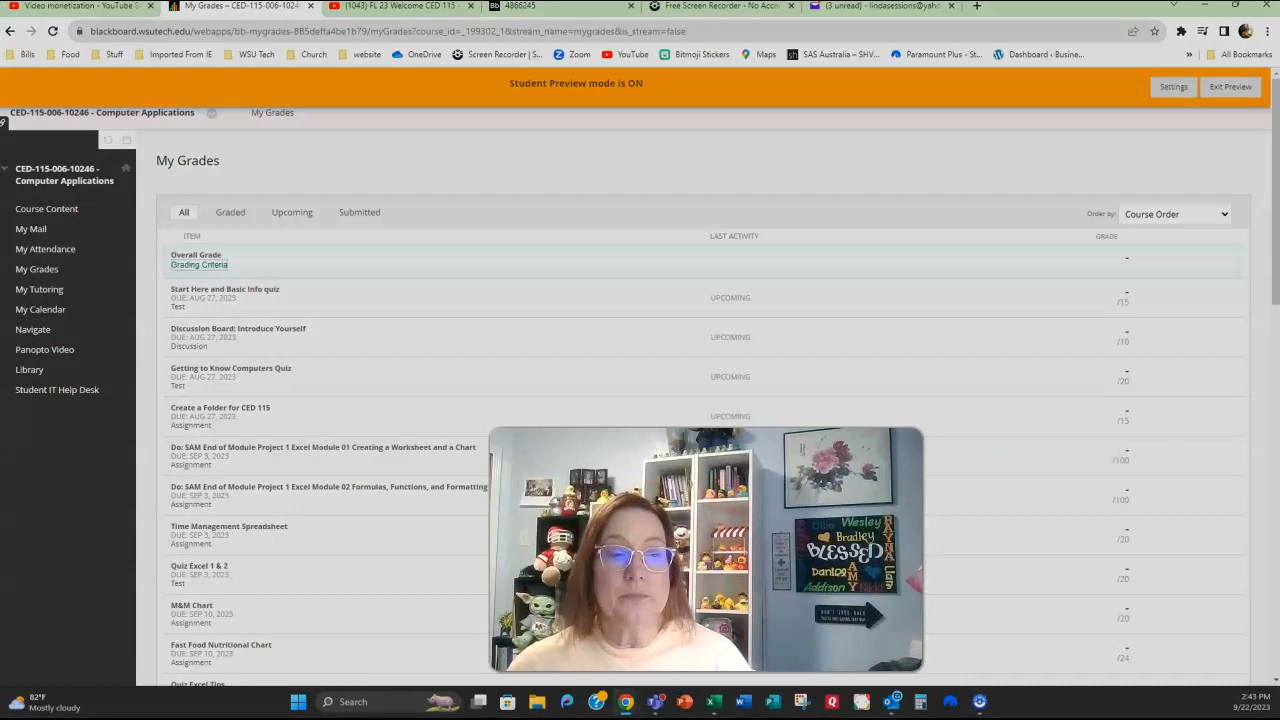 Video monetization - YouTube S
My Grades – CED-115-006-1024
(1043) FL 23 Welcome CED 115 -
4866245
Free Screen Recorder - No Acco
(3 unread) - lindasessions@yaho
blackboard.wsutech.edu/webapps/bb-mygrades-BB5deffa4be1b79/myGrades?course_id=_199302_1&stream_name=mygrades&is_stream=false
Bills Food Stuff Imported From IE WSU Tech Church website OneDrive Screen Recorder |... Zoom YouTube Bitmoji Stickers Maps SAS Australia – SHV... Paramount Plus - St... Dashboard ‹ Busine... » All Bookmarks
Student Preview mode is ON
Settings
Exit Preview
CED-115-006-10246 - Computer Applications
My Grades
CED-115-006-10246 -
Computer Applications
Course Content
My Mail
My Attendance
My Grades
My Tutoring
My Calendar
Navigate
Panopto Video
Library
Student IT Help Desk
My Grades
All Graded Upcoming Submitted
Order by: Course Order
ITEM LAST ACTIVITY GRADE
Overall Grade
Grading Criteria
-
Start Here and Basic Info quiz
DUE: AUG 27, 2023
Test
UPCOMING
-
/15
Discussion Board: Introduce Yourself
DUE: AUG 27, 2023
Discussion
UPCOMING
-
/10
Getting to Know Computers Quiz
DUE: AUG 27, 2023
Test
UPCOMING
-
/20
Create a Folder for CED 115
DUE: AUG 27, 2023
Assignment
UPCOMING
-
/15
Do: SAM End of Module Project 1 Excel Module 01 Creating a Worksheet and a Chart
DUE: SEP 3, 2023
Assignment
-
/100
Do: SAM End of Module Project 1 Excel Module 02 Formulas, Functions, and Formatting
DUE: SEP 3, 2023
Assignment
-
/100
Time Management Spreadsheet
DUE: SEP 3, 2023
Assignment
-
/20
Quiz Excel 1 & 2
DUE: SEP 3, 2023
Test
-
/20
M&M Chart
DUE: SEP 10, 2023
Assignment
-
/20
Fast Food Nutritional Chart
DUE: SEP 10, 2023
Assignment
-
/24
Quiz Excel Tips
Wesley
Bradley
BLESSED
Dantes
AMY
Addison
82°F
Mostly cloudy
Search
2:43 PM
9/22/2023